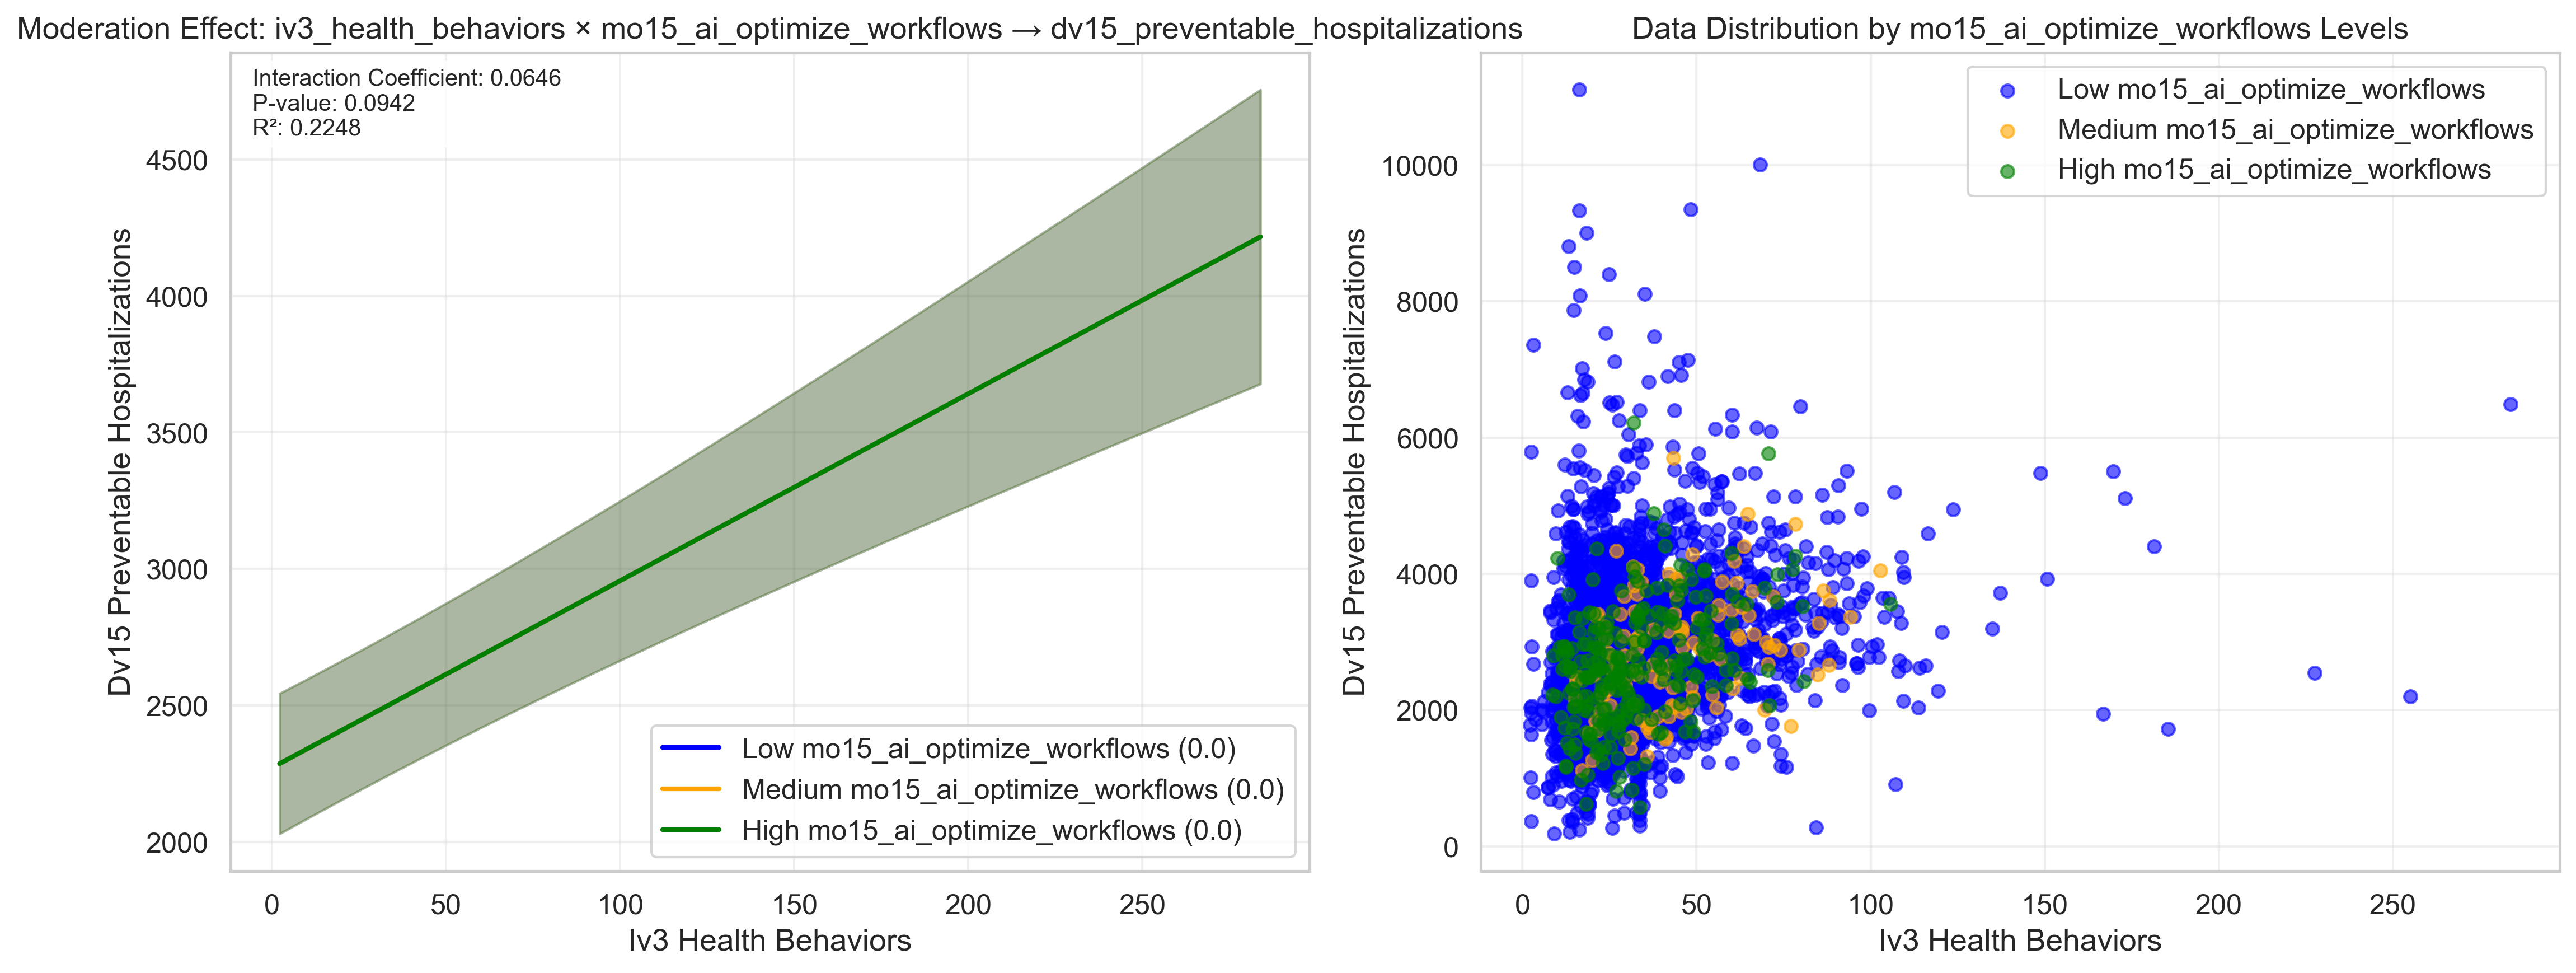 Moderation Effect: iv3_health_behaviors × mo15_ai_optimize_workflows → dv15_preventable_hospitalizations
Interaction Coefficient: 0.0646
P-value: 0.0942
R²: 0.2248
4500
4000
3500
3000
2500
2000
Dv15 Preventable Hospitalizations
Low mo15_ai_optimize_workflows (0.0)
Medium mo15_ai_optimize_workflows (0.0)
High mo15_ai_optimize_workflows (0.0)
0 50 100 150 200 250
Iv3 Health Behaviors
Data Distribution by mo15_ai_optimize_workflows Levels
Low mo15_ai_optimize_workflows
Medium mo15_ai_optimize_workflows
High mo15_ai_optimize_workflows
10000
8000
6000
4000
2000
0
Dv15 Preventable Hospitalizations
0 50 100 150 200 250
Iv3 Health Behaviors